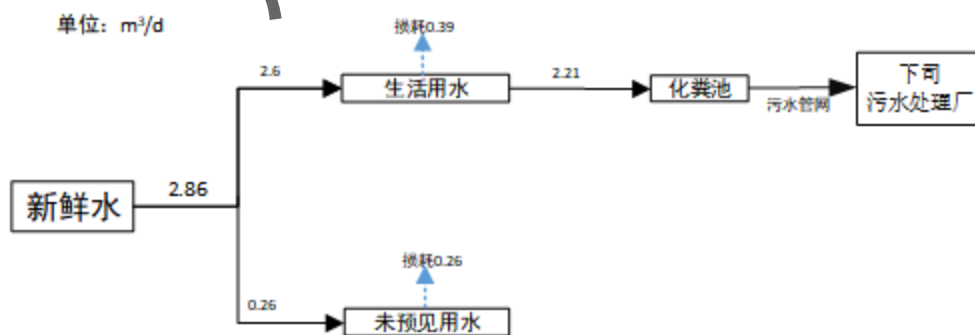 单位：m³/d
损耗0.39
2.6
生活用水
2.21
化粪池
污水管网
下司
污水处理厂
新鲜水
2.86
损耗0.26
0.26
未预见用水